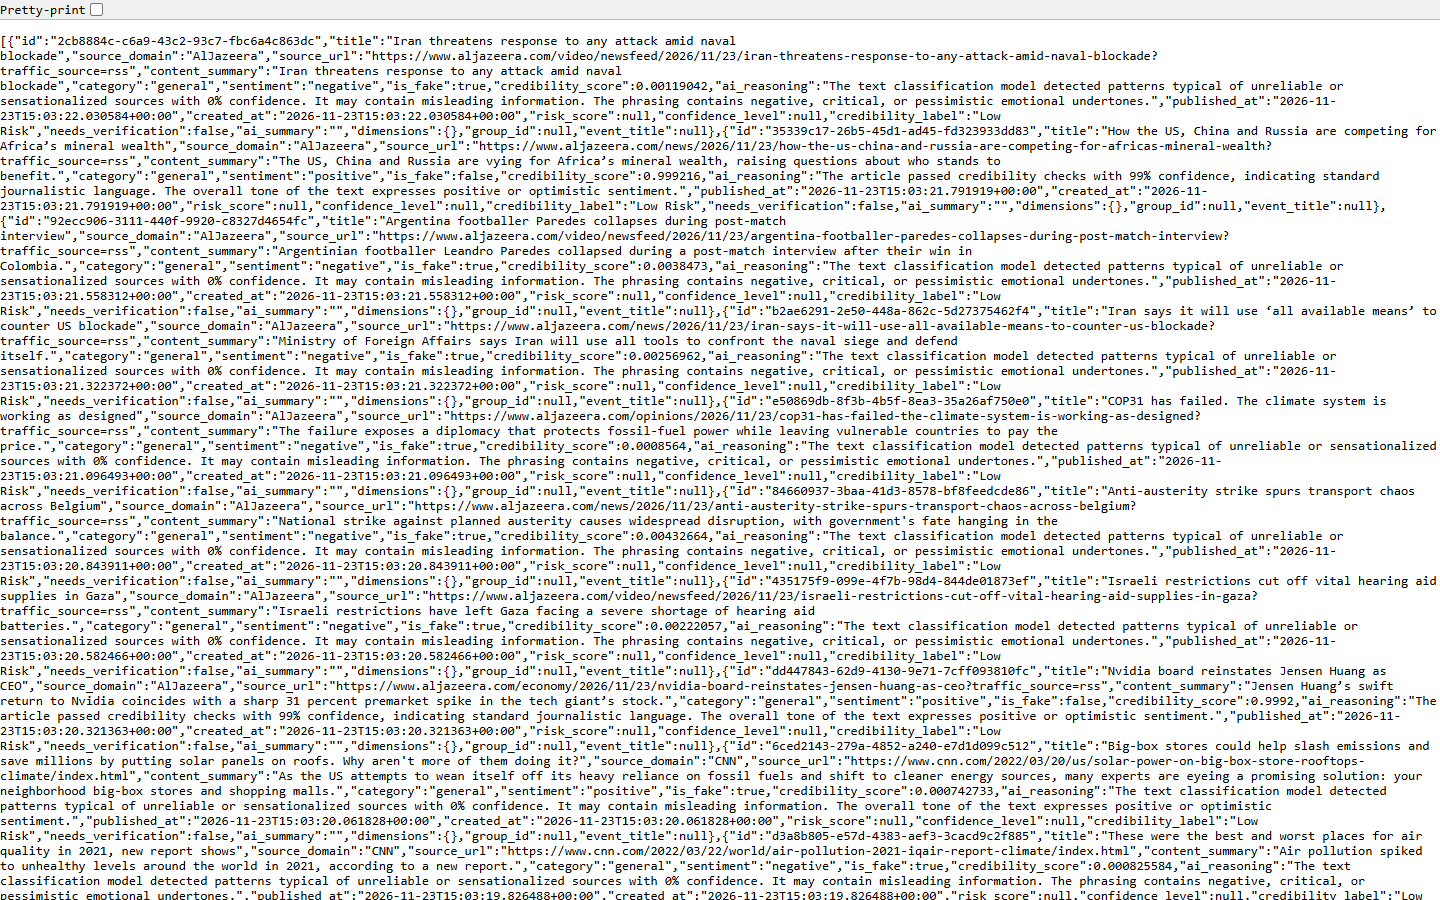 Pretty-print
[{"id":"2cb8884c-c6a9-43c2-93c7-fbc6a4c863dc","title":"Iran threatens response to any attack amid naval
blockade","source_domain":"AlJazeera","source_url":"https://www.aljazeera.com/video/newsfeed/2026/11/23/iran-threatens-response-to-any-attack-amid-naval-blockade?
traffic_source=rss","content_summary":"Iran threatens response to any attack amid naval
blockade","category":"general","sentiment":"negative","is_fake":true,"credibility_score":0.00119042,"ai_reasoning":"The text classification model detected patterns typical of unreliable or
sensationalized sources with 0% confidence. It may contain misleading information. The phrasing contains negative, critical, or pessimistic emotional undertones.","published_at":"2026-11-
23T15:03:22.030584+00:00","created_at":"2026-11-23T15:03:22.030584+00:00","risk_score":null,"confidence_level":null,"credibility_label":"Low
Risk","needs_verification":false,"ai_summary":"","dimensions":{},"group_id":null,"event_title":null},{"id":"35339c17-26b5-45d1-ad45-fd323933dd83","title":"How the US, China and Russia are competing for
Africa’s mineral wealth","source_domain":"AlJazeera","source_url":"https://www.aljazeera.com/news/2026/11/23/how-the-us-china-and-russia-are-competing-for-africas-mineral-wealth?
traffic_source=rss","content_summary":"The US, China and Russia are vying for Africa’s mineral wealth, raising questions about who stands to
benefit.","category":"general","sentiment":"positive","is_fake":false,"credibility_score":0.999216,"ai_reasoning":"The article passed credibility checks with 99% confidence, indicating standard
journalistic language. The overall tone of the text expresses positive or optimistic sentiment.","published_at":"2026-11-23T15:03:21.791919+00:00","created_at":"2026-11-
23T15:03:21.791919+00:00","risk_score":null,"confidence_level":null,"credibility_label":"Low Risk","needs_verification":false,"ai_summary":"","dimensions":{},"group_id":null,"event_title":null},
{"id":"92ecc906-3111-440f-9920-c8327d4654fc","title":"Argentina footballer Paredes collapses during post-match
interview","source_domain":"AlJazeera","source_url":"https://www.aljazeera.com/video/newsfeed/2026/11/23/argentina-footballer-paredes-collapses-during-post-match-interview?
traffic_source=rss","content_summary":"Argentinian footballer Leandro Paredes collapsed during a post-match interview after their win in
Colombia.","category":"general","sentiment":"negative","is_fake":true,"credibility_score":0.0038473,"ai_reasoning":"The text classification model detected patterns typical of unreliable or
sensationalized sources with 0% confidence. It may contain misleading information. The phrasing contains negative, critical, or pessimistic emotional undertones.","published_at":"2026-11-
23T15:03:21.558312+00:00","created_at":"2026-11-23T15:03:21.558312+00:00","risk_score":null,"confidence_level":null,"credibility_label":"Low
Risk","needs_verification":false,"ai_summary":"","dimensions":{},"group_id":null,"event_title":null},{"id":"b2ae6291-2e50-448a-862c-5d27375462f4","title":"Iran says it will use ‘all available means’ to
counter US blockade","source_domain":"AlJazeera","source_url":"https://www.aljazeera.com/news/2026/11/23/iran-says-it-will-use-all-available-means-to-counter-us-blockade?
traffic_source=rss","content_summary":"Ministry of Foreign Affairs says Iran will use all tools to confront the naval siege and defend
itself.","category":"general","sentiment":"negative","is_fake":true,"credibility_score":0.00256962,"ai_reasoning":"The text classification model detected patterns typical of unreliable or
sensationalized sources with 0% confidence. It may contain misleading information. The phrasing contains negative, critical, or pessimistic emotional undertones.","published_at":"2026-11-
23T15:03:21.322372+00:00","created_at":"2026-11-23T15:03:21.322372+00:00","risk_score":null,"confidence_level":null,"credibility_label":"Low
Risk","needs_verification":false,"ai_summary":"","dimensions":{},"group_id":null,"event_title":null},{"id":"e50869db-8f3b-4b5f-8ea3-35a26af750e0","title":"COP31 has failed. The climate system is
working as designed","source_domain":"AlJazeera","source_url":"https://www.aljazeera.com/opinions/2026/11/23/cop31-has-failed-the-climate-system-is-working-as-designed?
traffic_source=rss","content_summary":"The failure exposes a diplomacy that protects fossil-fuel power while leaving vulnerable countries to pay the
price.","category":"general","sentiment":"negative","is_fake":true,"credibility_score":0.0008564,"ai_reasoning":"The text classification model detected patterns typical of unreliable or sensationalized
sources with 0% confidence. It may contain misleading information. The phrasing contains negative, critical, or pessimistic emotional undertones.","published_at":"2026-11-
23T15:03:21.096493+00:00","created_at":"2026-11-23T15:03:21.096493+00:00","risk_score":null,"confidence_level":null,"credibility_label":"Low
Risk","needs_verification":false,"ai_summary":"","dimensions":{},"group_id":null,"event_title":null},{"id":"84660937-3baa-41d3-8578-bf8feedcde86","title":"Anti-austerity strike spurs transport chaos
across Belgium","source_domain":"AlJazeera","source_url":"https://www.aljazeera.com/news/2026/11/23/anti-austerity-strike-spurs-transport-chaos-across-belgium?
traffic_source=rss","content_summary":"National strike against planned austerity causes widespread disruption, with government's fate hanging in the
balance.","category":"general","sentiment":"negative","is_fake":true,"credibility_score":0.00432664,"ai_reasoning":"The text classification model detected patterns typical of unreliable or
sensationalized sources with 0% confidence. It may contain misleading information. The phrasing contains negative, critical, or pessimistic emotional undertones.","published_at":"2026-11-
23T15:03:20.843911+00:00","created_at":"2026-11-23T15:03:20.843911+00:00","risk_score":null,"confidence_level":null,"credibility_label":"Low
Risk","needs_verification":false,"ai_summary":"","dimensions":{},"group_id":null,"event_title":null},{"id":"435175f9-099e-4f7b-98d4-844de01873ef","title":"Israeli restrictions cut off vital hearing aid
supplies in Gaza","source_domain":"AlJazeera","source_url":"https://www.aljazeera.com/video/newsfeed/2026/11/23/israeli-restrictions-cut-off-vital-hearing-aid-supplies-in-gaza?
traffic_source=rss","content_summary":"Israeli restrictions have left Gaza facing a severe shortage of hearing aid
batteries.","category":"general","sentiment":"negative","is_fake":true,"credibility_score":0.00222057,"ai_reasoning":"The text classification model detected patterns typical of unreliable or
sensationalized sources with 0% confidence. It may contain misleading information. The phrasing contains negative, critical, or pessimistic emotional undertones.","published_at":"2026-11-
23T15:03:20.582466+00:00","created_at":"2026-11-23T15:03:20.582466+00:00","risk_score":null,"confidence_level":null,"credibility_label":"Low
Risk","needs_verification":false,"ai_summary":"","dimensions":{},"group_id":null,"event_title":null},{"id":"dd447843-62d9-4130-9e71-7cff093810fc","title":"Nvidia board reinstates Jensen Huang as
CEO","source_domain":"AlJazeera","source_url":"https://www.aljazeera.com/economy/2026/11/23/nvidia-board-reinstates-jensen-huang-as-ceo?traffic_source=rss","content_summary":"Jensen Huang’s swift
return to Nvidia coincides with a sharp 31 percent premarket spike in the tech giant’s stock.","category":"general","sentiment":"positive","is_fake":false,"credibility_score":0.9992,"ai_reasoning":"The
article passed credibility checks with 99% confidence, indicating standard journalistic language. The overall tone of the text expresses positive or optimistic sentiment.","published_at":"2026-11-
23T15:03:20.321363+00:00","created_at":"2026-11-23T15:03:20.321363+00:00","risk_score":null,"confidence_level":null,"credibility_label":"Low
Risk","needs_verification":false,"ai_summary":"","dimensions":{},"group_id":null,"event_title":null},{"id":"6ced2143-279a-4852-a240-e7d1d099c512","title":"Big-box stores could help slash emissions and
save millions by putting solar panels on roofs. Why aren't more of them doing it?","source_domain":"CNN","source_url":"https://www.cnn.com/2022/03/20/us/solar-power-on-big-box-store-rooftops-
climate/index.html","content_summary":"As the US attempts to wean itself off its heavy reliance on fossil fuels and shift to cleaner energy sources, many experts are eyeing a promising solution: your
neighborhood big-box stores and shopping malls.","category":"general","sentiment":"positive","is_fake":true,"credibility_score":0.000742733,"ai_reasoning":"The text classification model detected
patterns typical of unreliable or sensationalized sources with 0% confidence. It may contain misleading information. The overall tone of the text expresses positive or optimistic
sentiment.","published_at":"2026-11-23T15:03:20.061828+00:00","created_at":"2026-11-23T15:03:20.061828+00:00","risk_score":null,"confidence_level":null,"credibility_label":"Low
Risk","needs_verification":false,"ai_summary":"","dimensions":{},"group_id":null,"event_title":null},{"id":"d3a8b805-e57d-4383-aef3-3cacd9c2f885","title":"These were the best and worst places for air
quality in 2021, new report shows","source_domain":"CNN","source_url":"https://www.cnn.com/2022/03/22/world/air-pollution-2021-iqair-report-climate/index.html","content_summary":"Air pollution spiked
to unhealthy levels around the world in 2021, according to a new report.","category":"general","sentiment":"negative","is_fake":true,"credibility_score":0.000825584,"ai_reasoning":"The text
classification model detected patterns typical of unreliable or sensationalized sources with 0% confidence. It may contain misleading information. The phrasing contains negative, critical, or
pessimistic emotional undertones.","published_at":"2026-11-23T15:03:19.826488+00:00","created_at":"2026-11-23T15:03:19.826488+00:00","risk_score":null,"confidence_level":null,"credibility_label":"Low